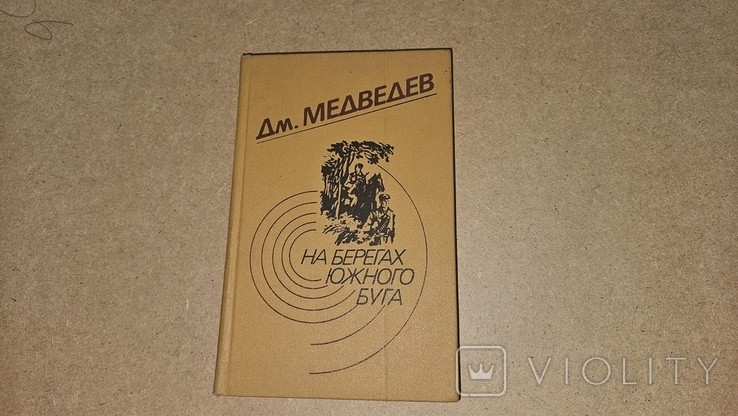 Дм. МЕДВЕДЕВ
НА БЕРЕГАХ
ЮЖНОГО
БУГА
VIOLITY